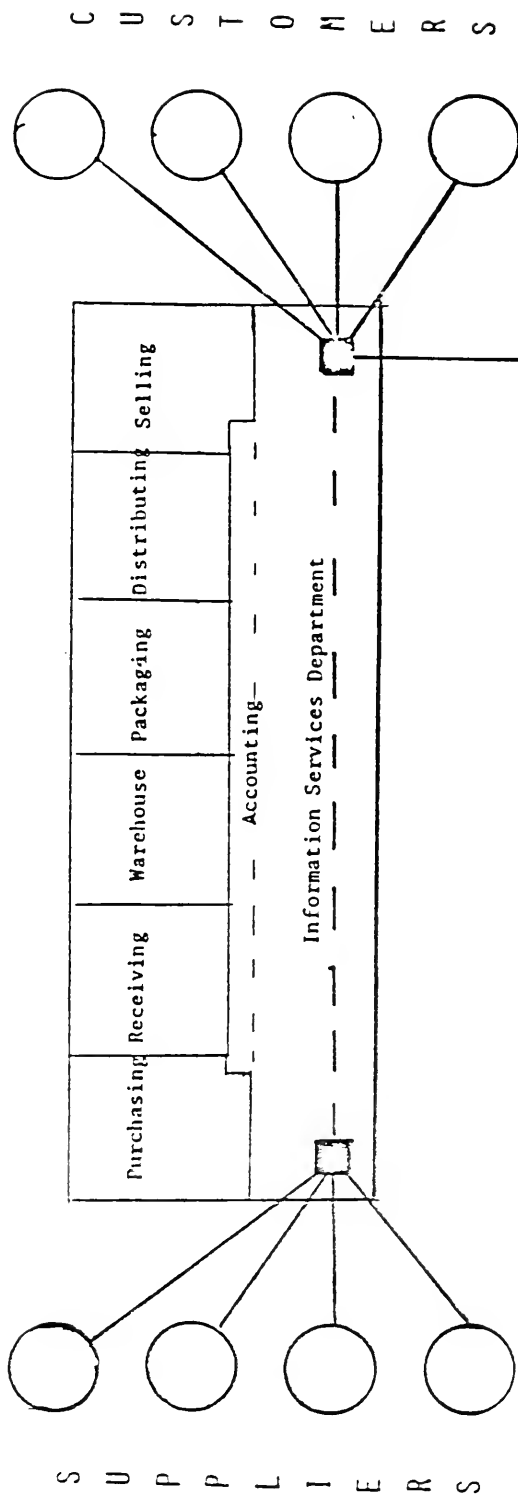 SUPPLIERS
Purchasing
Receiving
Warehouse
Packaging
Distributing
Selling
Accounting
Information Services Department
CUSTOMERS